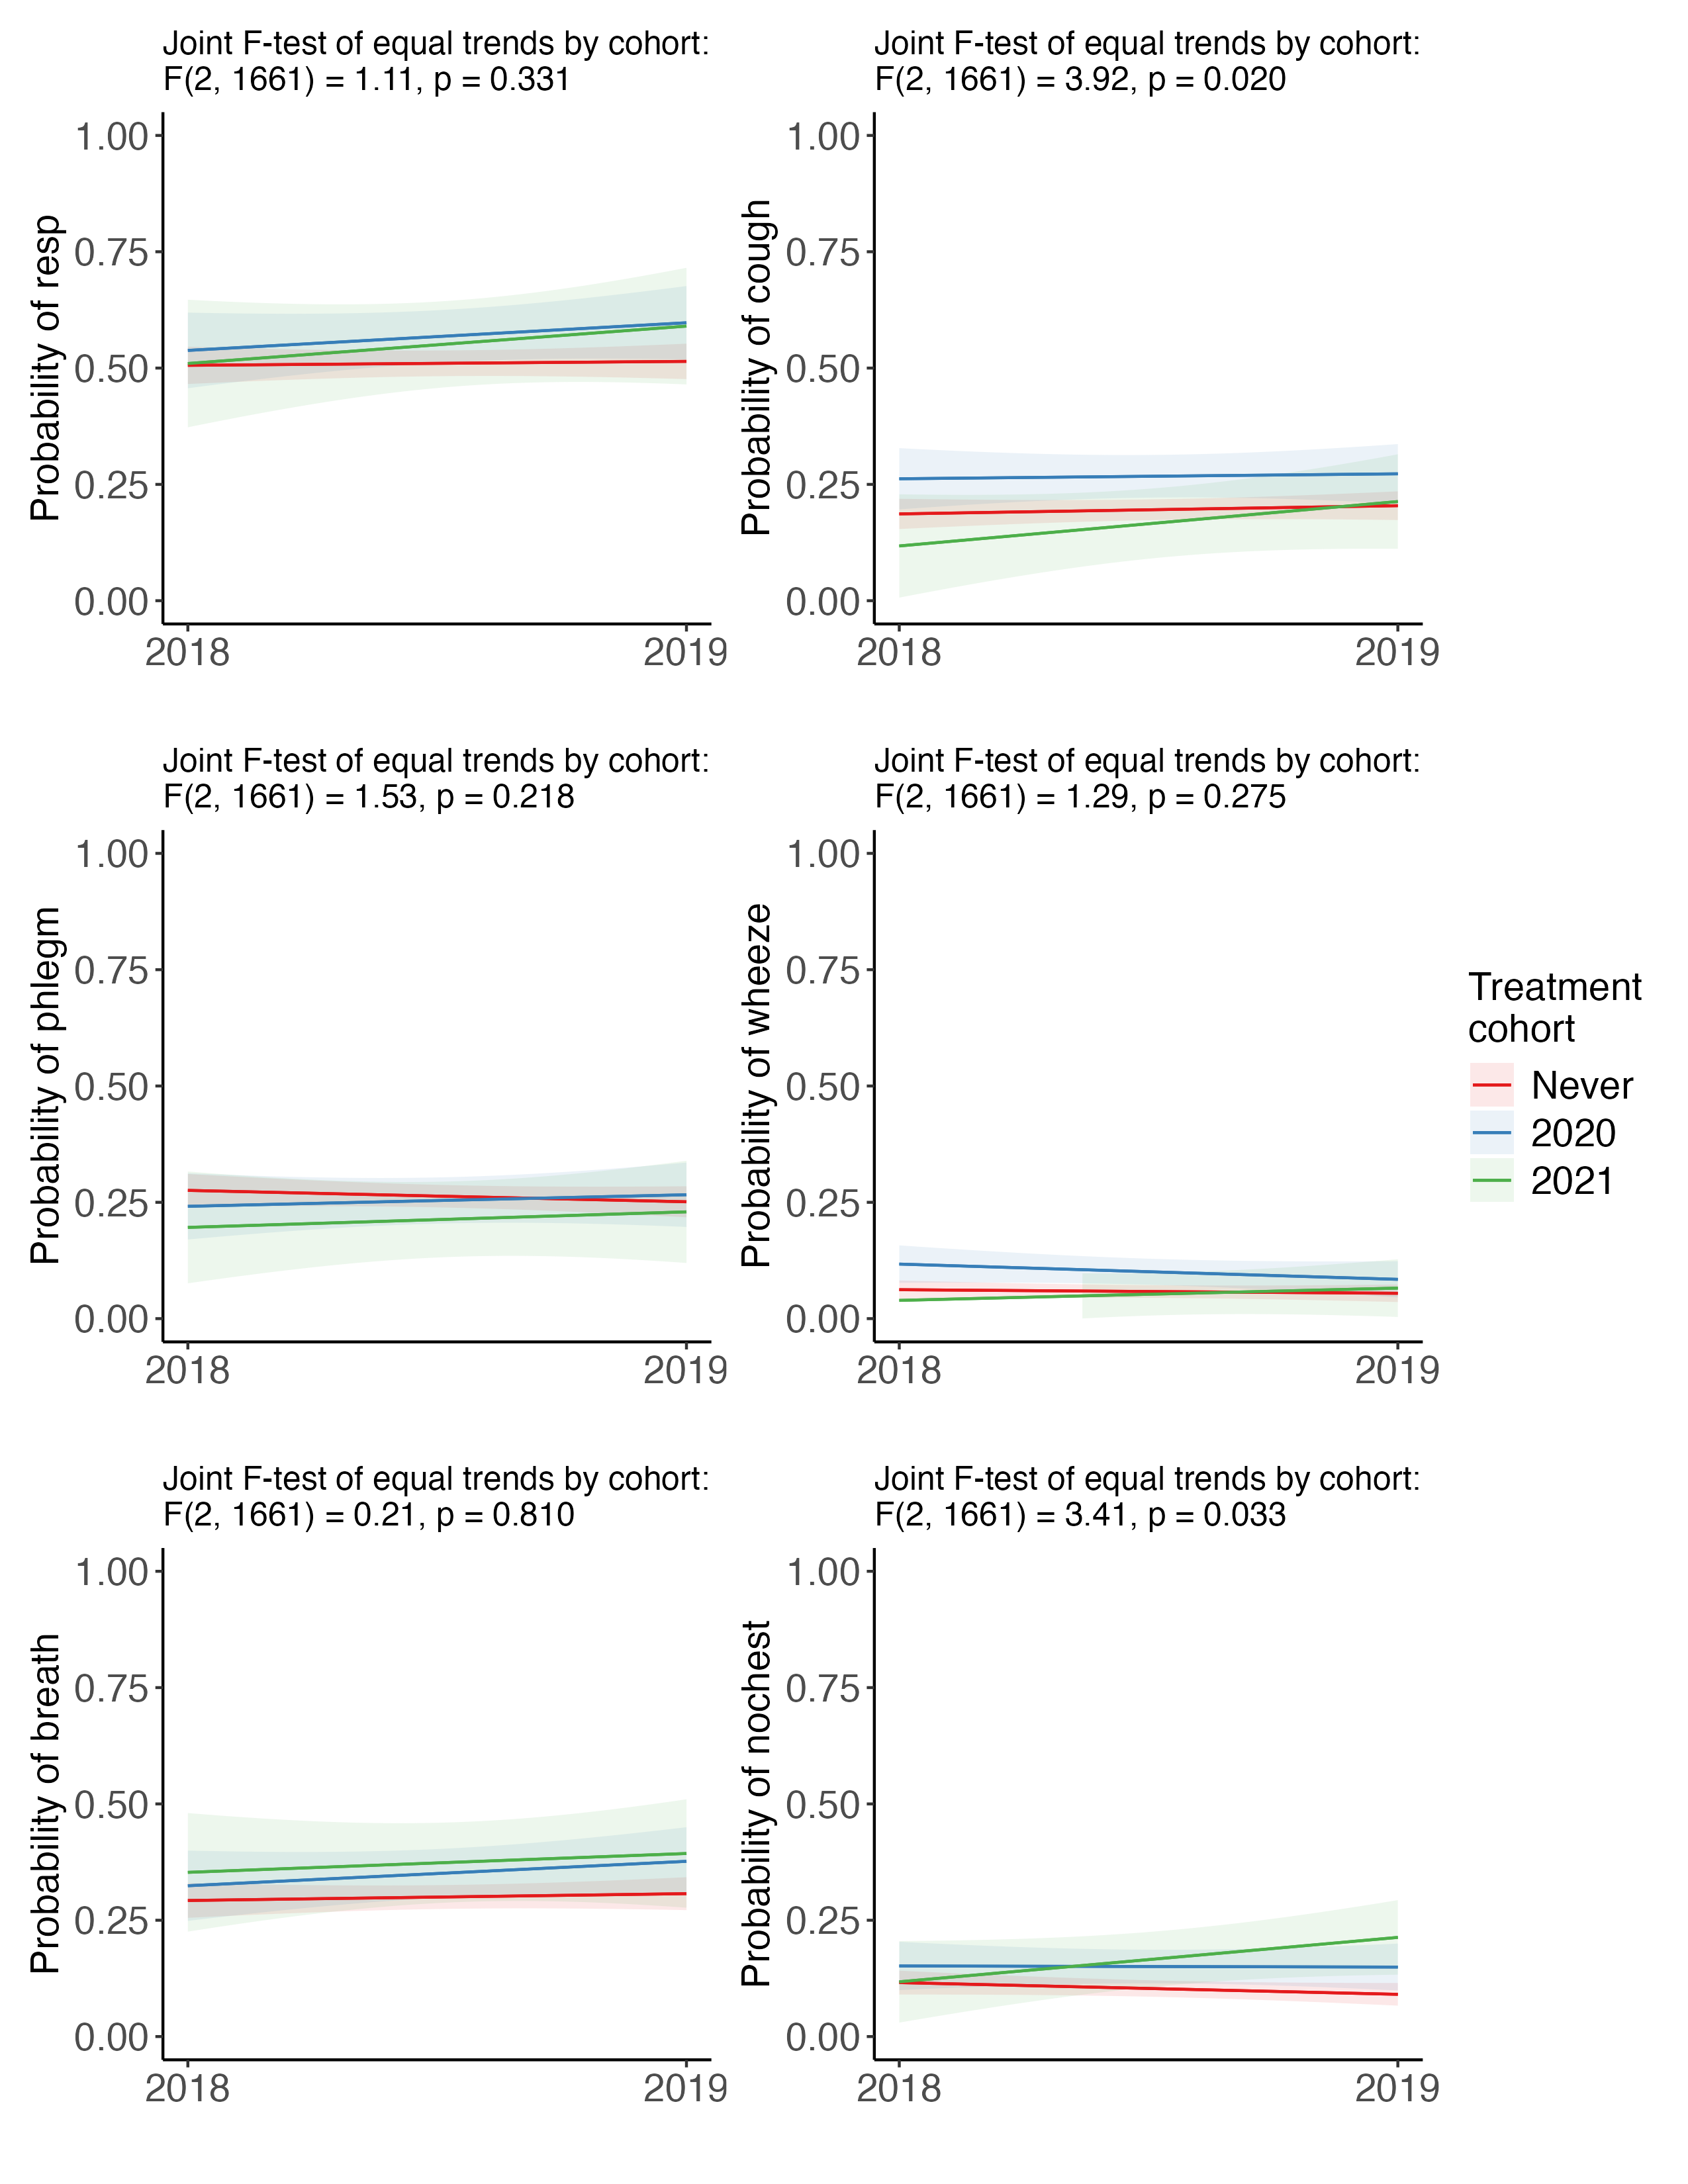 Joint F-test of equal trends by cohort:
F(2, 1661) = 1.11, p = 0.331
Probability of resp
1.00
0.75
0.50
0.25
0.00
2018 2019
Joint F-test of equal trends by cohort:
F(2, 1661) = 3.92, p = 0.020
Probability of cough
1.00
0.75
0.50
0.25
0.00
2018 2019
Joint F-test of equal trends by cohort:
F(2, 1661) = 1.53, p = 0.218
Probability of phlegm
1.00
0.75
0.50
0.25
0.00
2018 2019
Joint F-test of equal trends by cohort:
F(2, 1661) = 1.29, p = 0.275
Probability of wheeze
1.00
0.75
0.50
0.25
0.00
2018 2019
Treatment
cohort
Never
2020
2021
Joint F-test of equal trends by cohort:
F(2, 1661) = 0.21, p = 0.810
Probability of breath
1.00
0.75
0.50
0.25
0.00
2018 2019
Joint F-test of equal trends by cohort:
F(2, 1661) = 3.41, p = 0.033
Probability of nochest
1.00
0.75
0.50
0.25
0.00
2018 2019